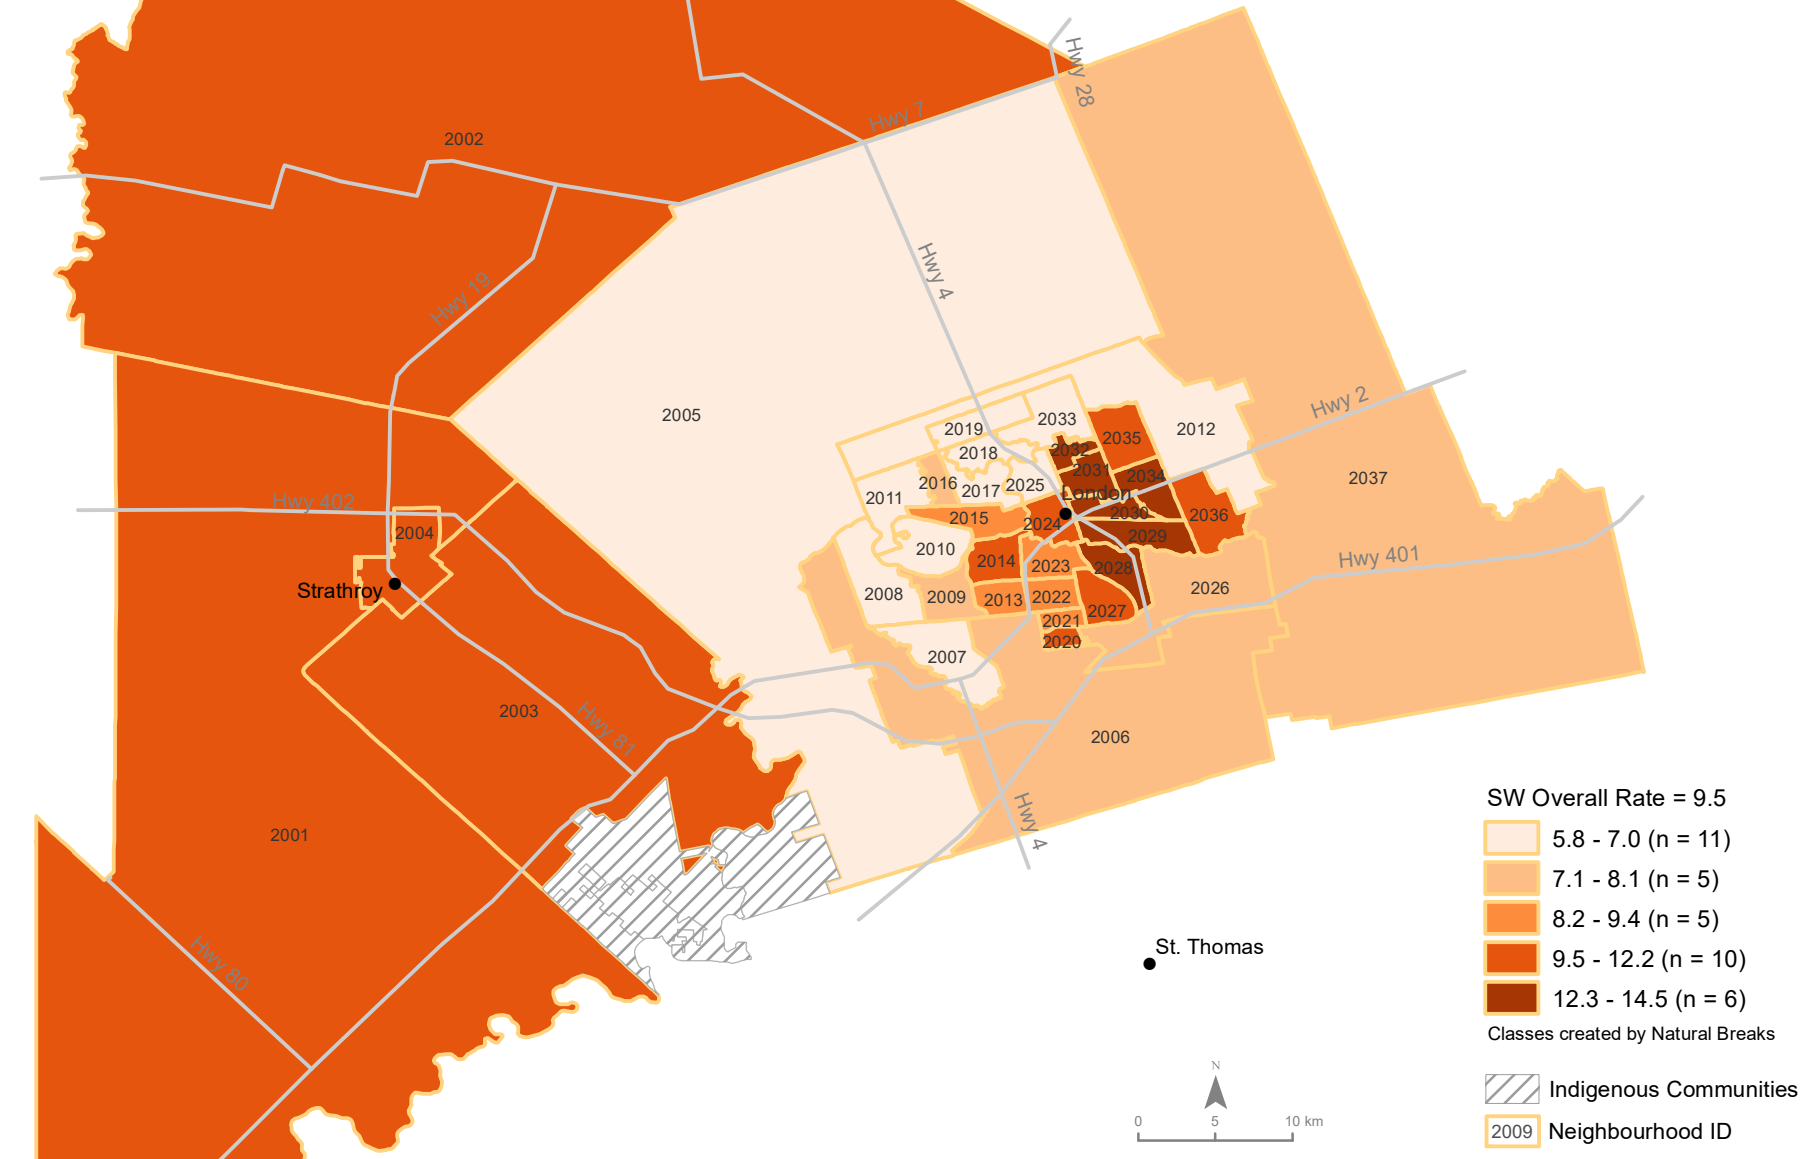 Hwy 28
Hwy 7
2002
Hwy 4
Hwy 19
2005
Hwy 2
2033
2019
2012
2035
2018
2032
2031
2034
2037
2016
2025
2017
2011
London
Hwy 402
2030
2036
2015
2024
2004
2029
2010
Hwy 401
2014
2023
2028
2026
Strathroy
2008
2009
2013
2022
2027
2021
2020
2007
2003
Hwy 81
2006
Hwy 4
2001
Hwy 80
St. Thomas
SW Overall Rate = 9.5
5.8 - 7.0 (n = 11)
7.1 - 8.1 (n = 5)
8.2 - 9.4 (n = 5)
9.5 - 12.2 (n = 10)
12.3 - 14.5 (n = 6)
Classes created by Natural Breaks
Indigenous Communities
2009 Neighbourhood ID
N
0 5 10 km